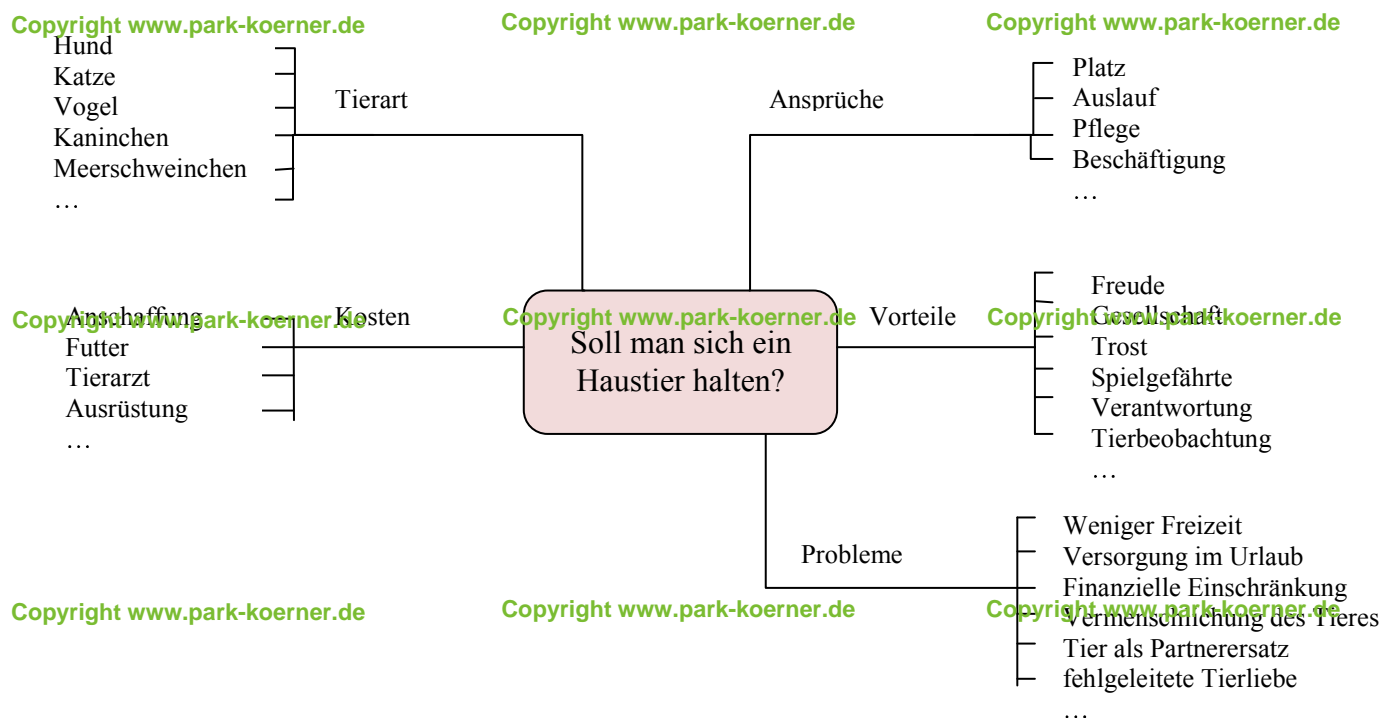 Copyright www.park-koerner.de
Copyright www.park-koerner.de
Copyright www.park-koerner.de
Hund
Katze
Vogel
Kaninchen
Meerschweinchen
…
Tierart
Ansprüche
Platz
Auslauf
Pflege
Beschäftigung
…
Anschaffung
Futter
Tierarzt
Ausrüstung
…
Kosten
Copyright www.park-koerner.de
Copyright www.park-koerner.de
Copyright www.park-koerner.de
Soll man sich ein
Haustier halten?
Vorteile
Freude
Gesellschaft
Trost
Spielgefährte
Verantwortung
Tierbeobachtung
…
Probleme
Weniger Freizeit
Versorgung im Urlaub
Finanzielle Einschränkung
Vermenschlichung des Tieres
Tier als Partnerersatz
fehlgeleitete Tierliebe
…
Copyright www.park-koerner.de
Copyright www.park-koerner.de
Copyright www.park-koerner.de